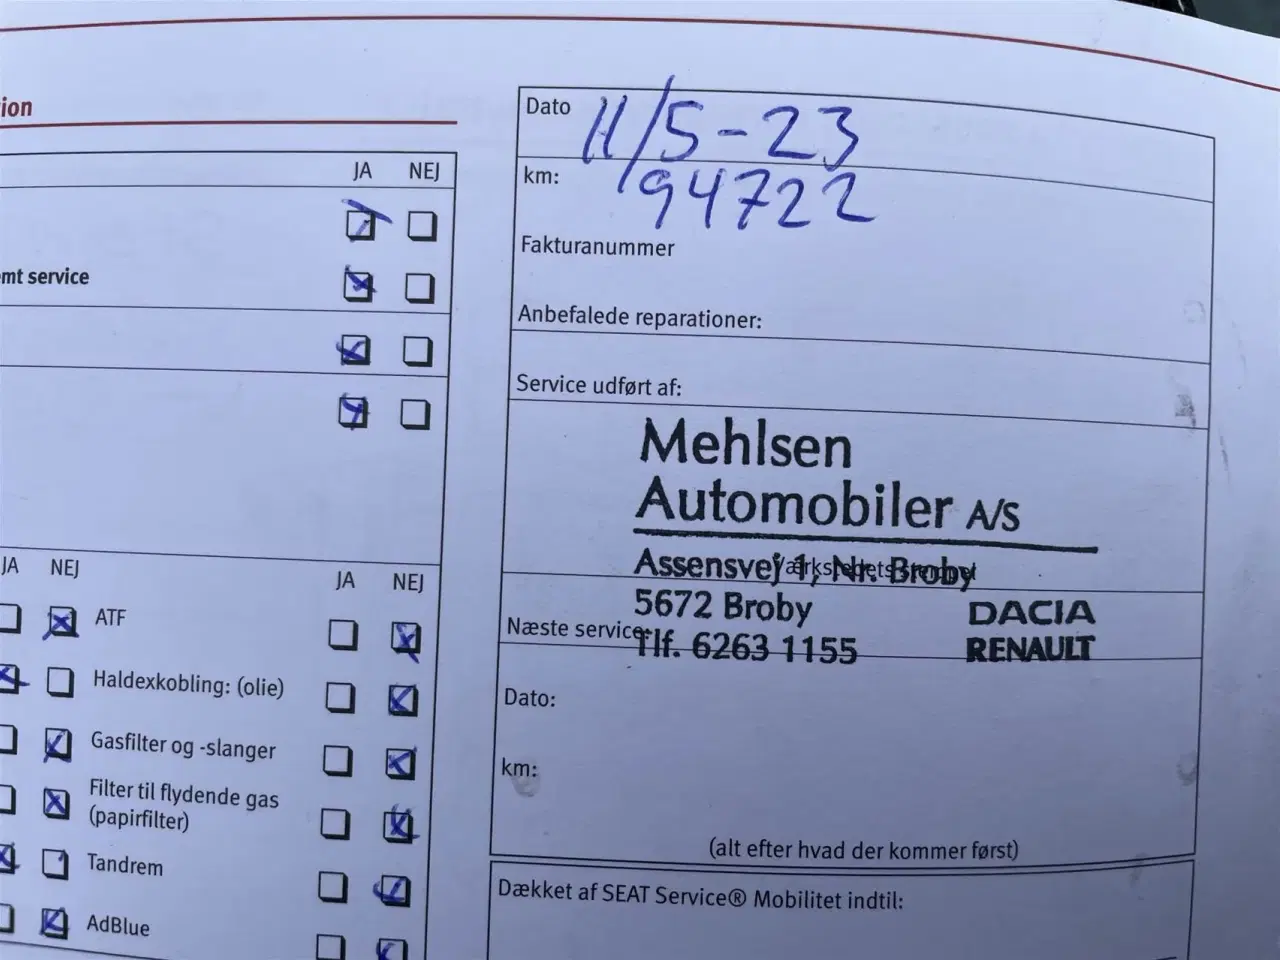 ion
JA NEJ
emt service
JA NEJ
JA NEJ
ATF
Haldexkobling: (olie)
Gasfilter og -slanger
Filter til flydende gas
(papirfilter)
Tandrem
AdBlue
Dato 11/5-23
km: 94722
Fakturanummer
Anbefalede reparationer:
Service udført af:
Mehlsen
Automobiler A/S
Assensvej 1, Nr. Broby
5672 Broby DACIA
Tlf. 6263 1155 RENAULT
Næste service:
Dato:
km:
(alt efter hvad der kommer først)
Dækket af SEAT Service® Mobilitet indtil: